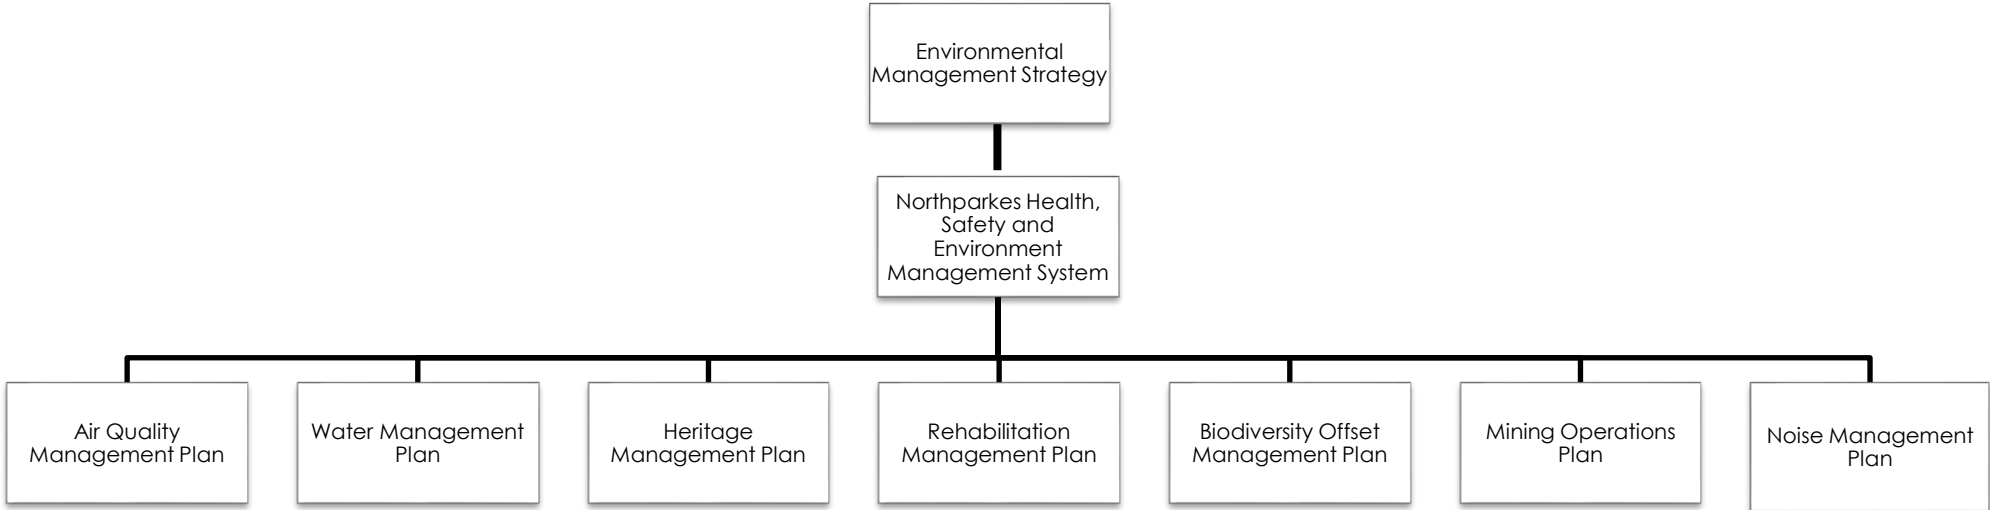 Environmental
Management Strategy
Northparkes Health,
Safety and
Environment
Management System
Air Quality
Management Plan
Water Management
Plan
Heritage
Management Plan
Rehabilitation
Management Plan
Biodiversity Offset
Management Plan
Mining Operations
Plan
Noise Management
Plan